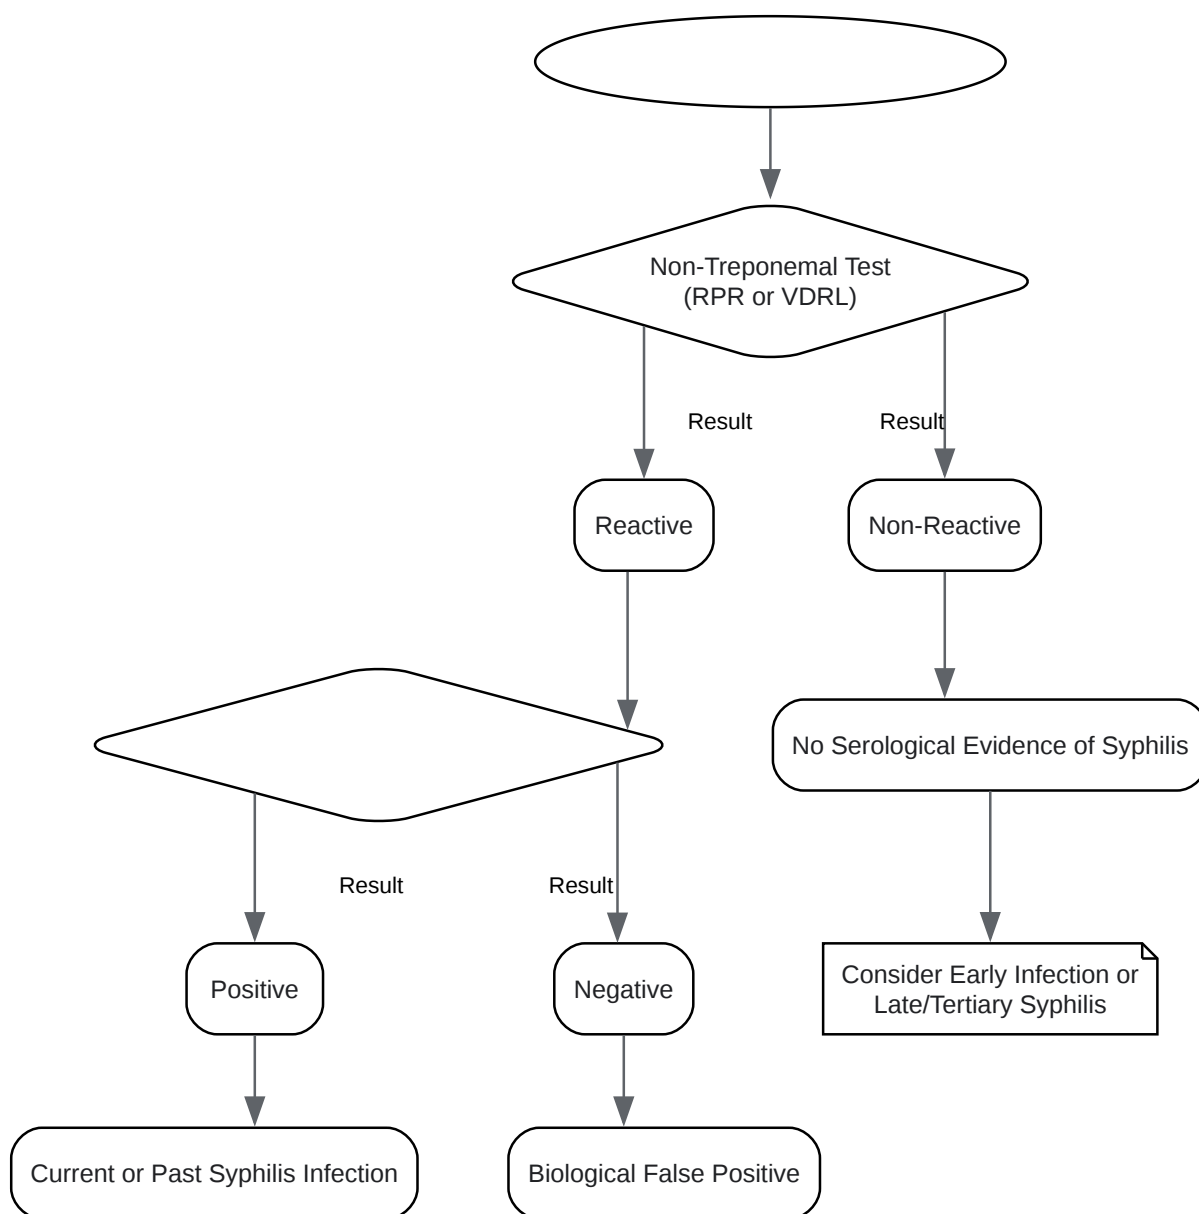 Non-Treponemal Test
(RPR or VDRL)
Result
Result
Reactive
Non-Reactive
No Serological Evidence of Syphilis
Result
Result
Positive
Negative
Consider Early Infection or
Late/Tertiary Syphilis
Current or Past Syphilis Infection
Biological False Positive